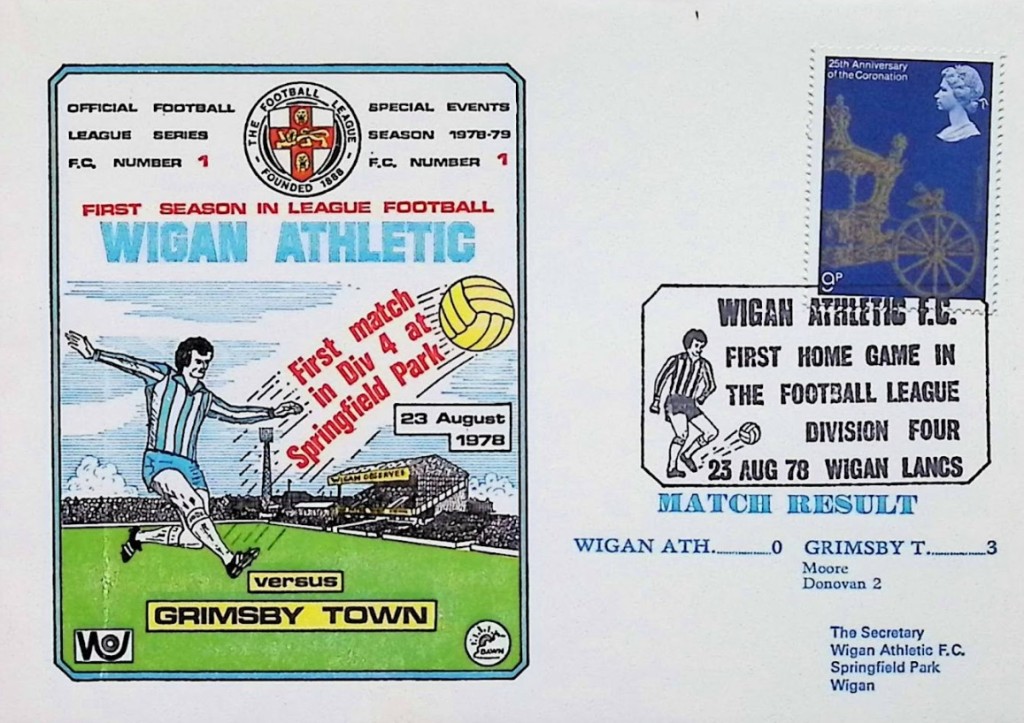 OFFICIAL FOOTBALL
LEAGUE SERIES
F.C. NUMBER 1
THE FOOTBALL LEAGUE
FOUNDED 1888
SPECIAL EVENTS
SEASON 1978-79
F.C. NUMBER 1
FIRST SEASON IN LEAGUE FOOTBALL
WIGAN ATHLETIC
First match
in Div 4 at
Springfield Park
23 August
1978
WIGAN OBSERVER
versus
GRIMSBY TOWN
DAWN
25th Anniversary
of the Coronation
9P
WIGAN ATHLETIC F.C.
FIRST HOME GAME IN
THE FOOTBALL LEAGUE
DIVISION FOUR
23 AUG 78 WIGAN LANCS
MATCH RESULT
WIGAN ATH..............0 GRIMSBY T..............3
Moore
Donovan 2
The Secretary
Wigan Athletic F.C.
Springfield Park
Wigan